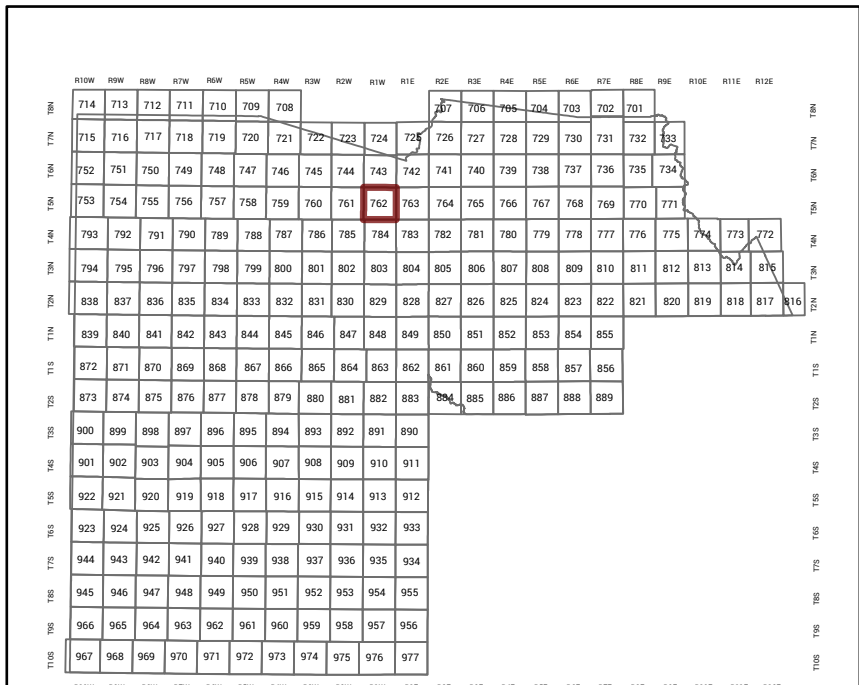 R10W R9W R8W R7W R6W R5W R4W R3W R2W R1W R1E R2E R3E R4E R5E R6E R7E R8E R9E R10E R11E R12E
T8N 714 713 712 711 710 709 708 707 706 705 704 703 702 701 T8N
T7N 715 716 717 718 719 720 721 722 723 724 725 726 727 728 729 730 731 732 733 T7N
T6N 752 751 750 749 748 747 746 745 744 743 742 741 740 739 738 737 736 735 734 T6N
T5N 753 754 755 756 757 758 759 760 761 762 763 764 765 766 767 768 769 770 771 T5N
T4N 793 792 791 790 789 788 787 786 785 784 783 782 781 780 779 778 777 776 775 774 773 772 T4N
T3N 794 795 796 797 798 799 800 801 802 803 804 805 806 807 808 809 810 811 812 813 814 815 T3N
T2N 838 837 836 835 834 833 832 831 830 829 828 827 826 825 824 823 822 821 820 819 818 817 816 T2N
T1N 839 840 841 842 843 844 845 846 847 848 849 850 851 852 853 854 855 T1N
T1S 872 871 870 869 868 867 866 865 864 863 862 861 860 859 858 857 856 T1S
T2S 873 874 875 876 877 878 879 880 881 882 883 884 885 886 887 888 889 T2S
T3S 900 899 898 897 896 895 894 893 892 891 890 T3S
T4S 901 902 903 904 905 906 907 908 909 910 911 T4S
T5S 922 921 920 919 918 917 916 915 914 913 912 T5S
T6S 923 924 925 926 927 928 929 930 931 932 933 T6S
T7S 944 943 942 941 940 939 938 937 936 935 934 T7S
T8S 945 946 947 948 949 950 951 952 953 954 955 T8S
T9S 966 965 964 963 962 961 960 959 958 957 956 T9S
T10S 967 968 969 970 971 972 973 974 975 976 977 T10S